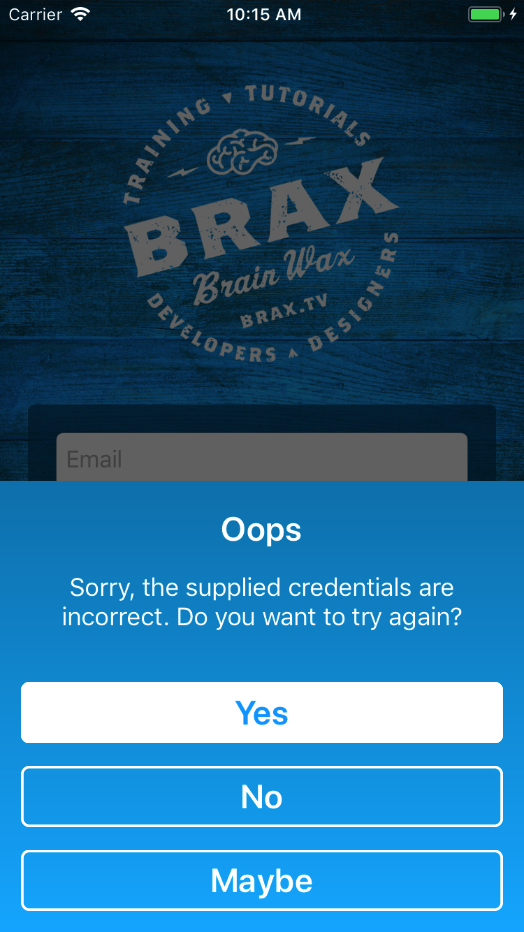 Carrier
10:15 AM
TRAINING ▾ TUTORIALS
BRAX
Brain Wax
BRAX.TV
DEVELOPERS ▴ DESIGNERS
Email
Oops
Sorry, the supplied credentials are
incorrect. Do you want to try again?
Yes
No
Maybe